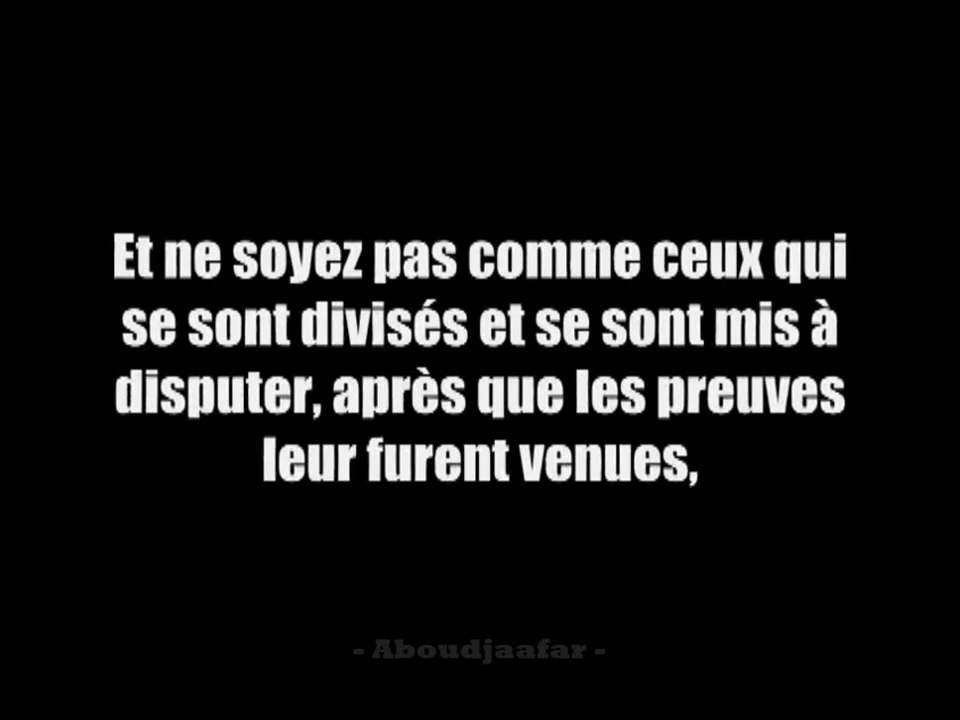 Et ne soyez pas comme ceux qui
se sont divisés et se sont mis à
disputer, après que les preuves
leur furent venues,
- Aboudjaafar -